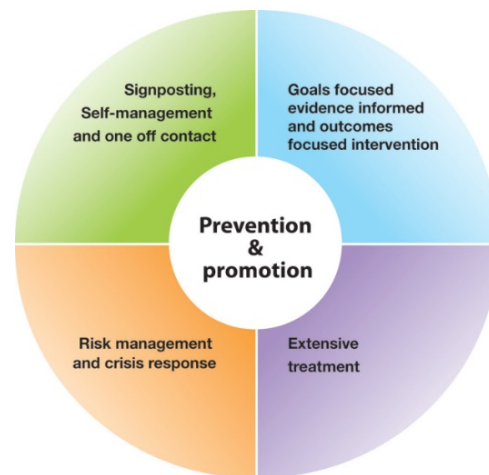 Signposting,
Self-management
and one off contact
Goals focused
evidence informed
and outcomes
focused intervention
Prevention
&
promotion
Risk management
and crisis response
Extensive
treatment